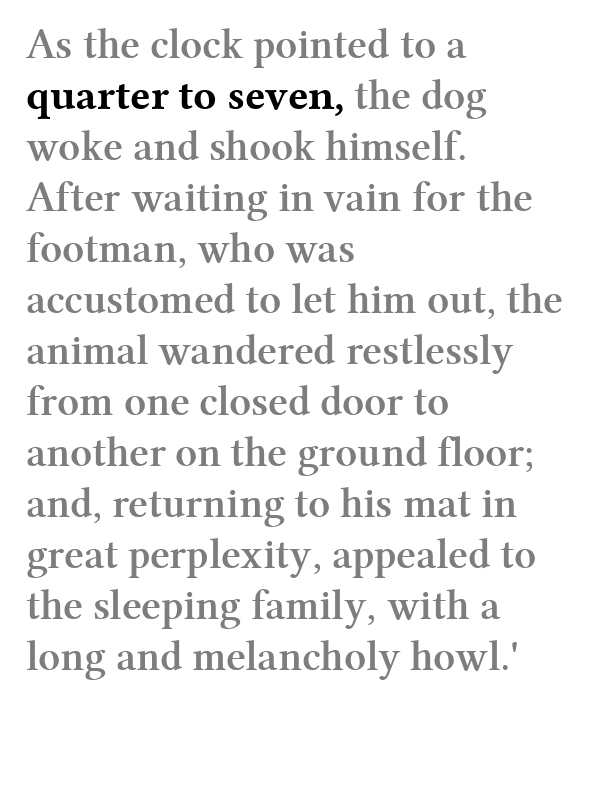 As the clock pointed to a
quarter to seven, the dog
woke and shook himself.
After waiting in vain for the
footman, who was
accustomed to let him out, the
animal wandered restlessly
from one closed door to
another on the ground floor;
and, returning to his mat in
great perplexity, appealed to
the sleeping family, with a
long and melancholy howl.'